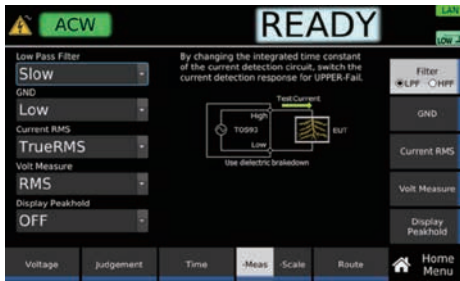 ACW
READY
LAN
LOW
Low Pass Filter
Slow
GND
Low
Current RMS
TrueRMS
Volt Measure
RMS
Display Peakhold
OFF
By changing the integrated time constant
of the current detection circuit, switch the
current detection response for UPPER-Fail.
TestCurrent
High
TOS93
EUT
Low
Use dielectric brakedown
Filter
LPF HPF
GND
Current RMS
Volt Measure
Display
Peakhold
Voltage
Judgement
Time
-Meas
-Scale
Route
Home
Menu